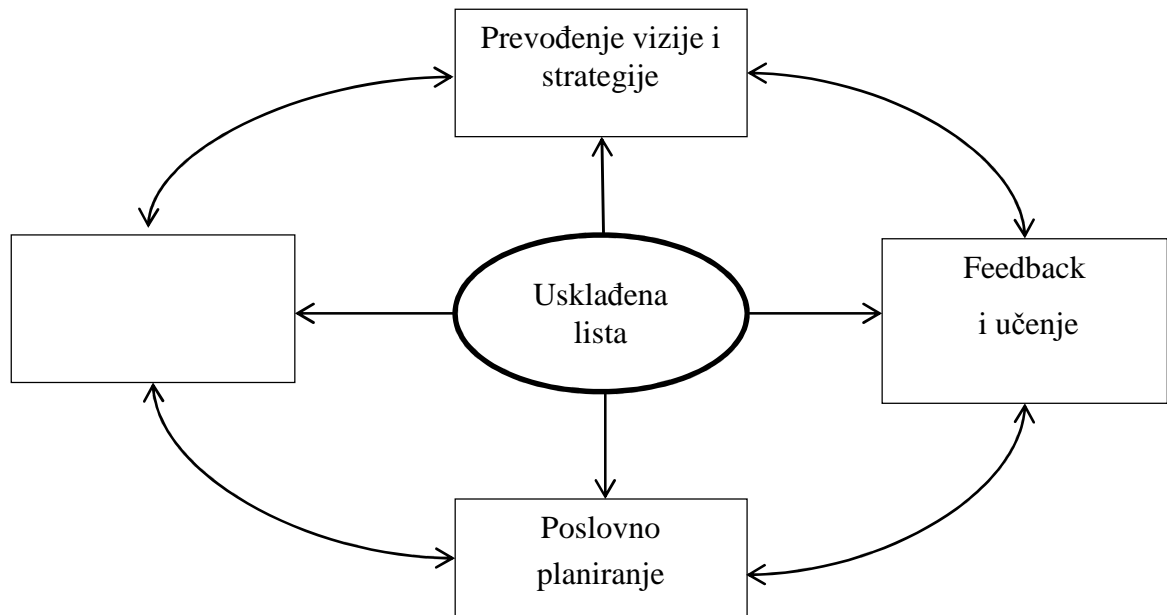 Prevođenje vizije i
strategije
Usklađena
lista
Feedback
i učenje
Poslovno
planiranje